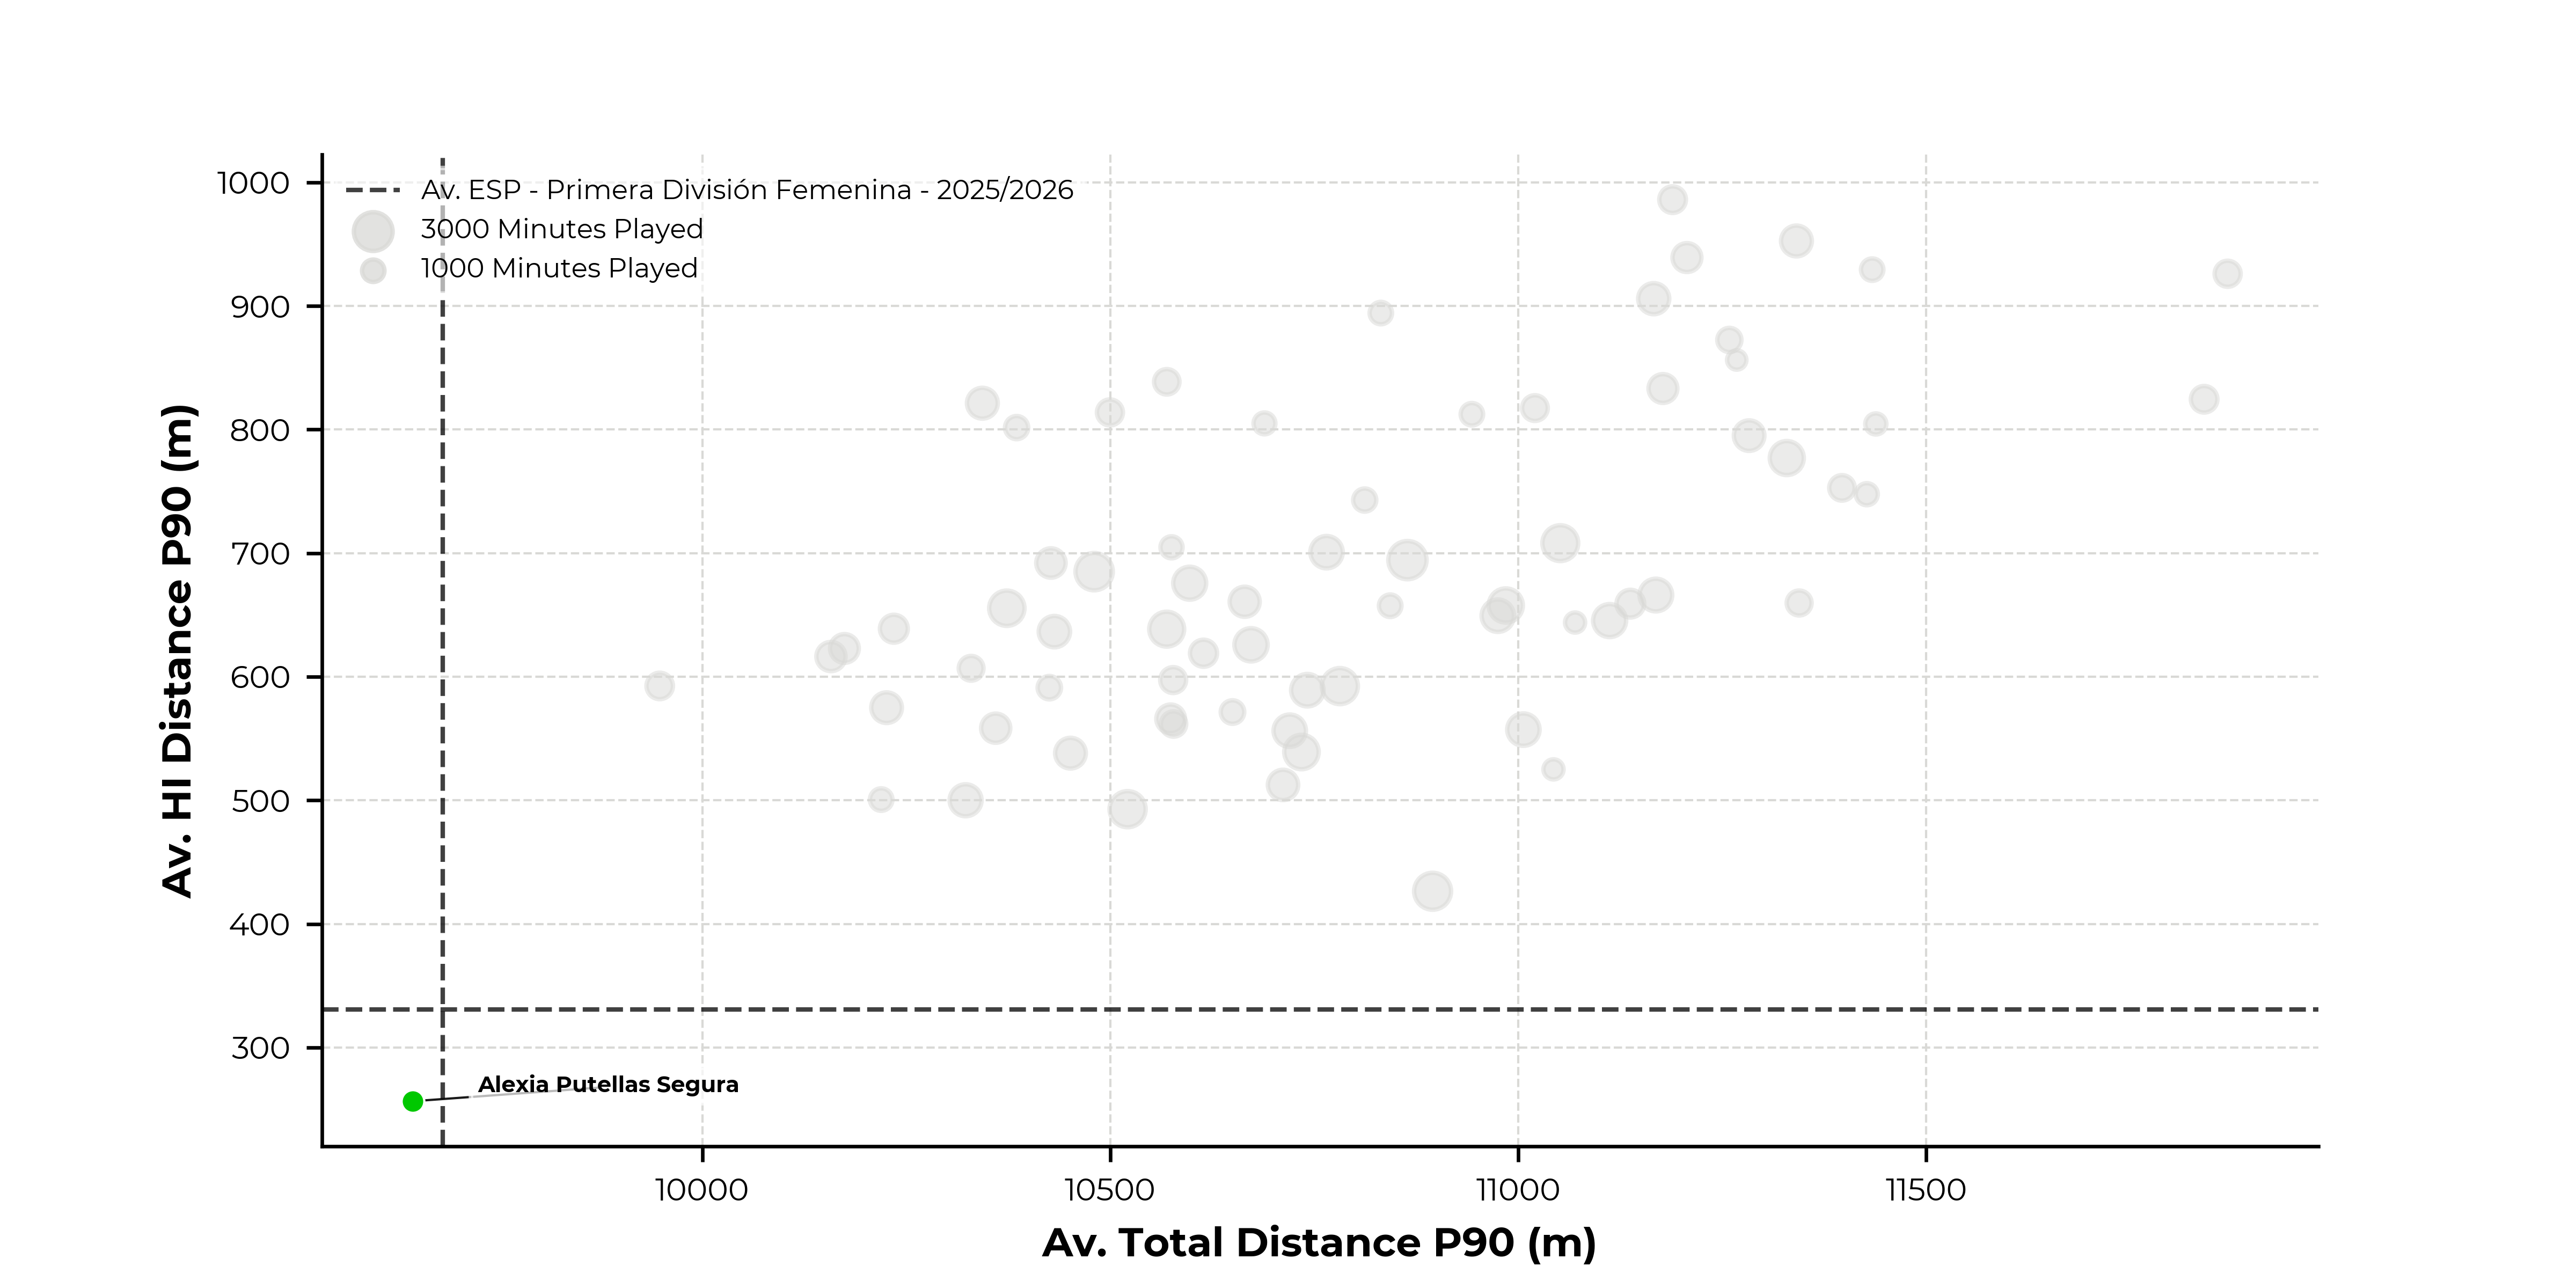 Av. ESP - Primera División Femenina - 2025/2026
3000 Minutes Played
1000 Minutes Played
Av. HI Distance P90 (m)
1000
900
800
700
600
500
400
300
Alexia Putellas Segura
10000
10500
11000
11500
Av. Total Distance P90 (m)